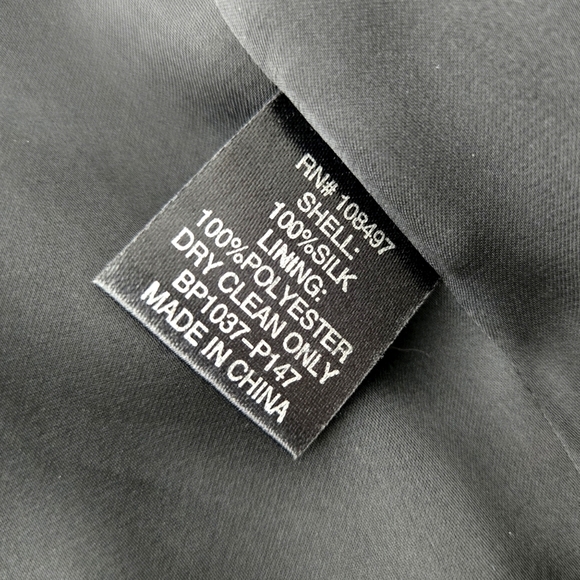 RN# 108497
SHELL:
100%SILK
LINING:
100%POLYESTER
DRY CLEAN ONLY
BP1037-P147
MADE IN CHINA